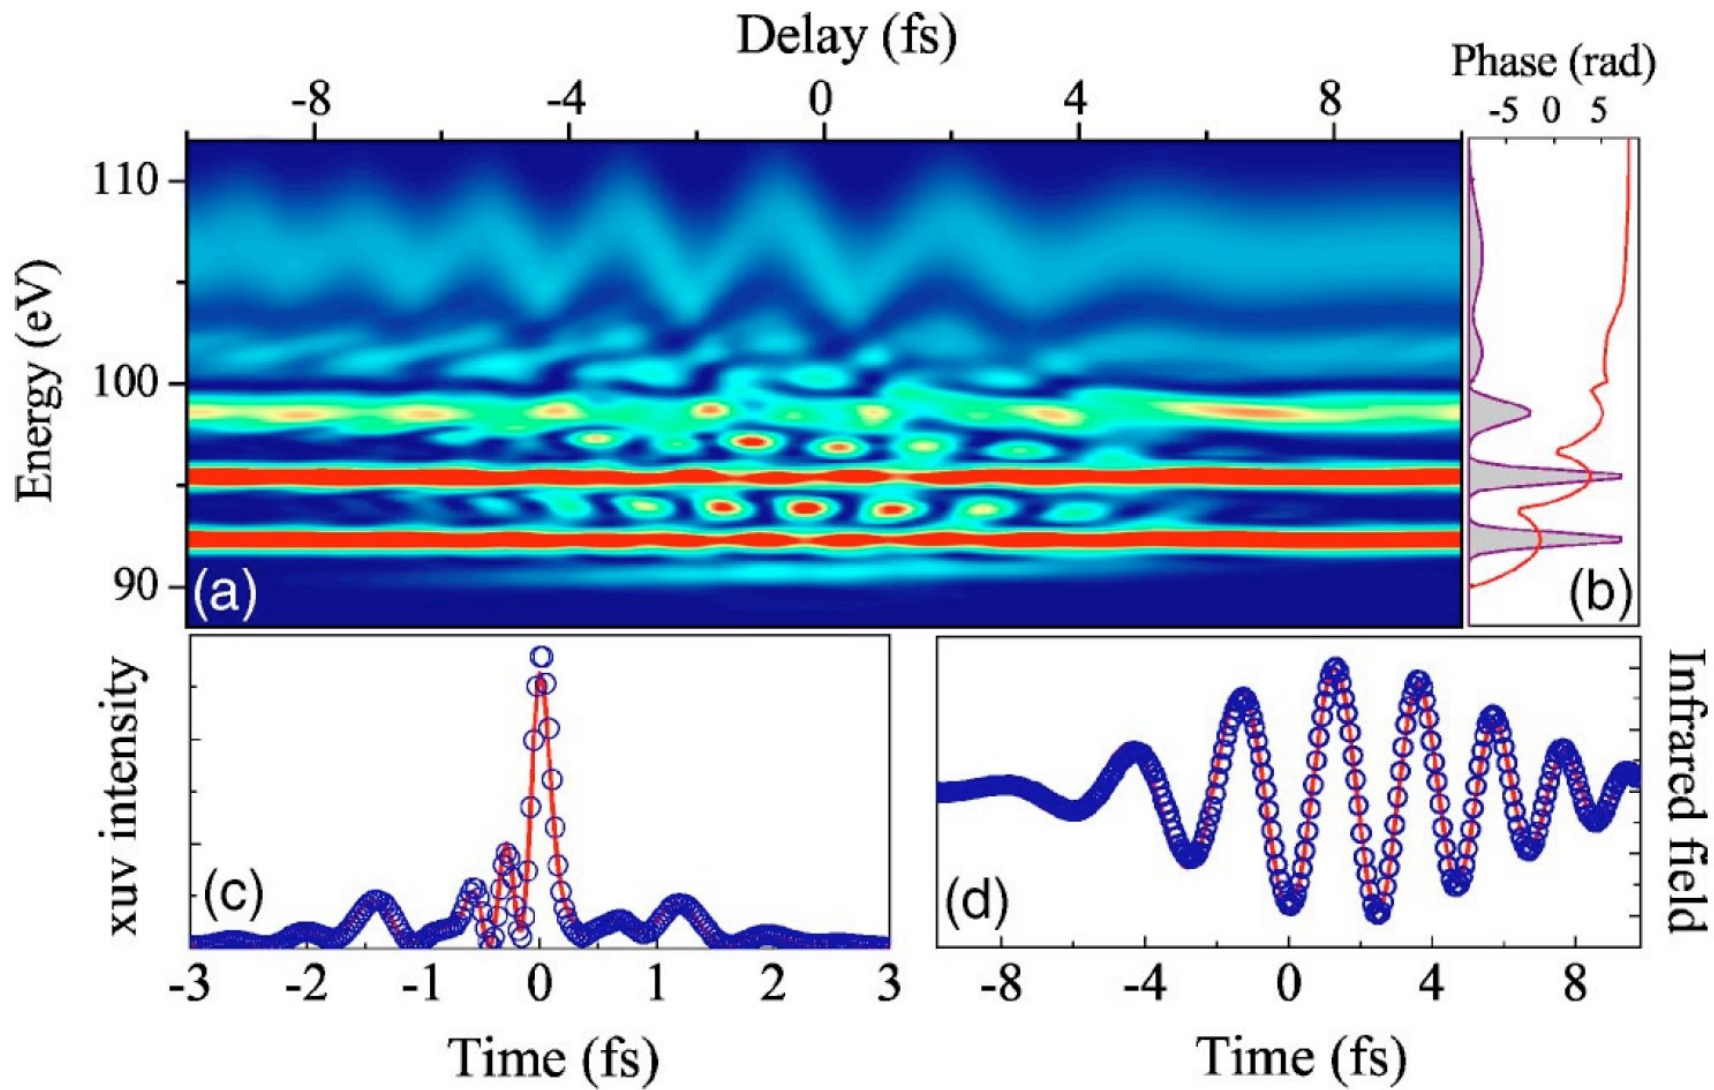 Delay (fs)
-8 -4 0 4 8
Phase (rad)
-5 0 5
Energy (eV)
110
100
90
(a)
(b)
xuv intensity
(c)
-3 -2 -1 0 1 2 3
Time (fs)
(d)
Infrared field
-8 -4 0 4 8
Time (fs)